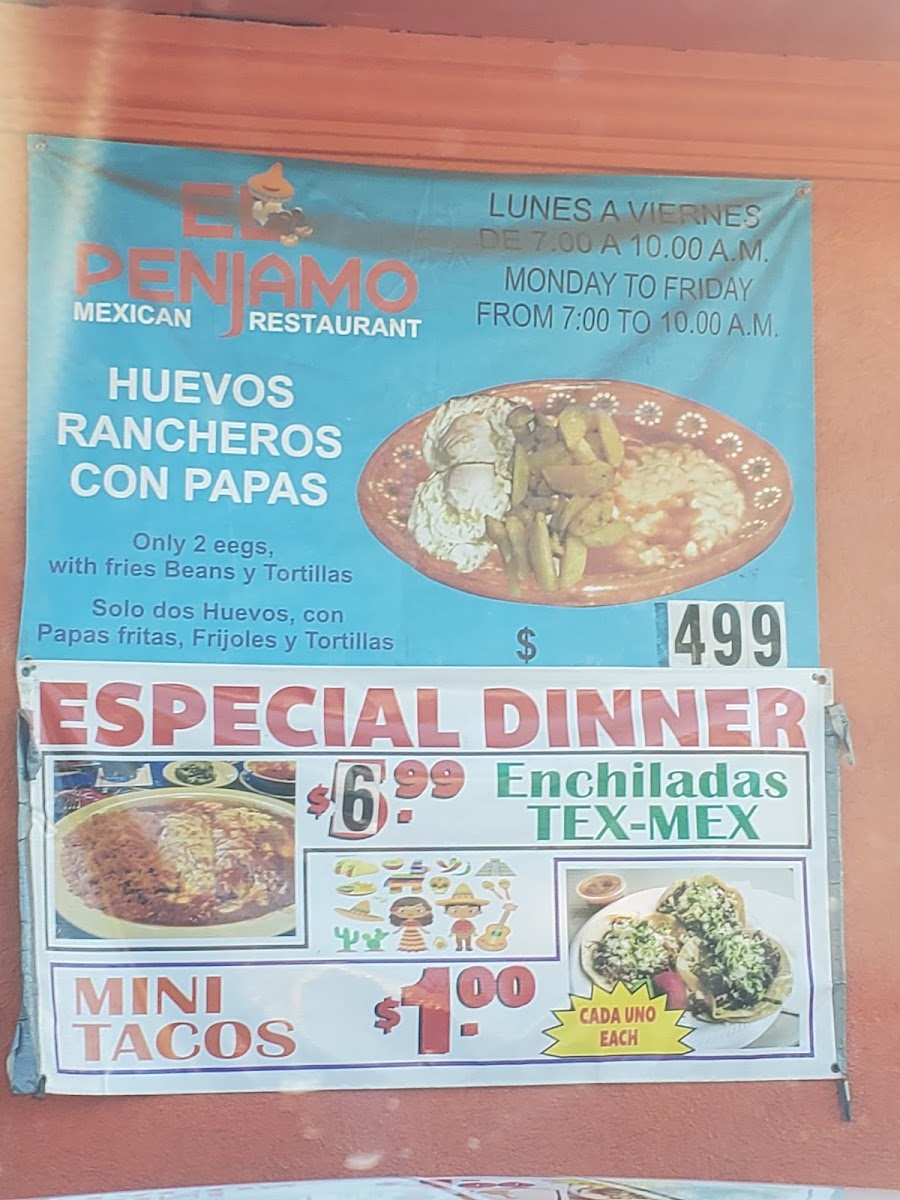 EL
PENJAMO
MEXICAN RESTAURANT
LUNES A VIERNES
DE 7:00 A 10.00 A.M.
MONDAY TO FRIDAY
FROM 7:00 TO 10.00 A.M.
HUEVOS
RANCHEROS
CON PAPAS
Only 2 eegs,
with fries Beans y Tortillas
Solo dos Huevos, con
Papas fritas, Frijoles y Tortillas
$ 499
ESPECIAL DINNER
$6.99
Enchiladas
TEX-MEX
MINI
TACOS
$1.00
CADA UNO
EACH